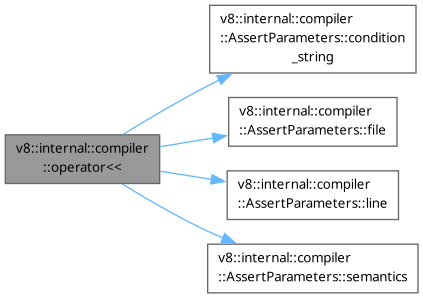 v8::internal::compiler
::AssertParameters::condition
_string
v8::internal::compiler
::AssertParameters::file
v8::internal::compiler
::operator<<
v8::internal::compiler
::AssertParameters::line
v8::internal::compiler
::AssertParameters::semantics